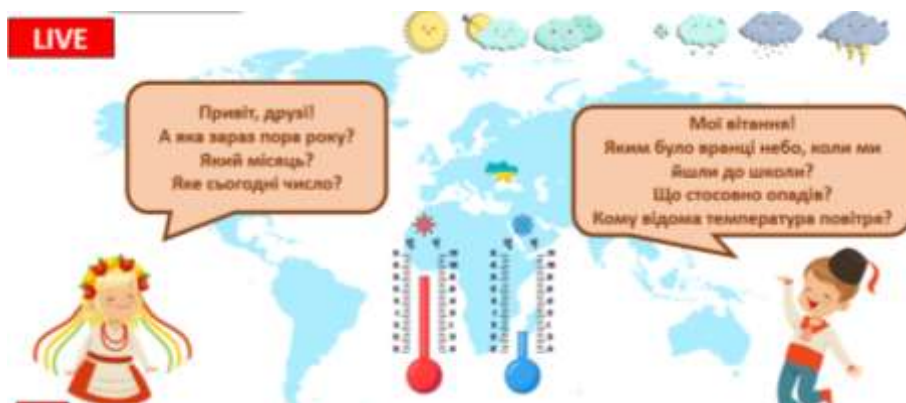 LIVE
Привіт, друзі!
А яка зараз пора року?
Який місяць?
Яке сьогодні число?
Мої вітання!
Яким було вранці небо, коли ми
йшли до школи?
Що стосовно опадів?
Кому відома температура повітря?